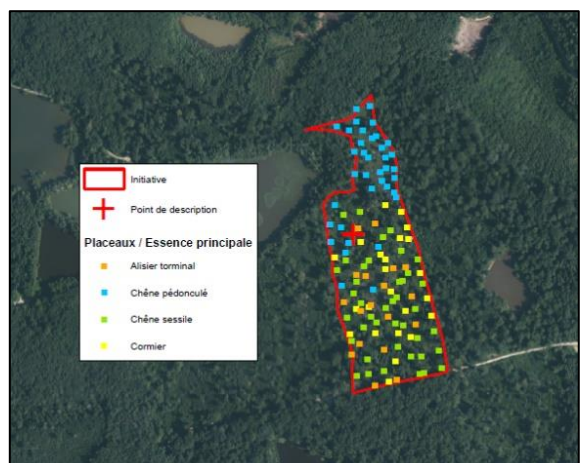 Initiative
Point de description
Placeaux / Essence principale
Alisier torminal
Chêne pédonculé
Chêne sessile
Cormier